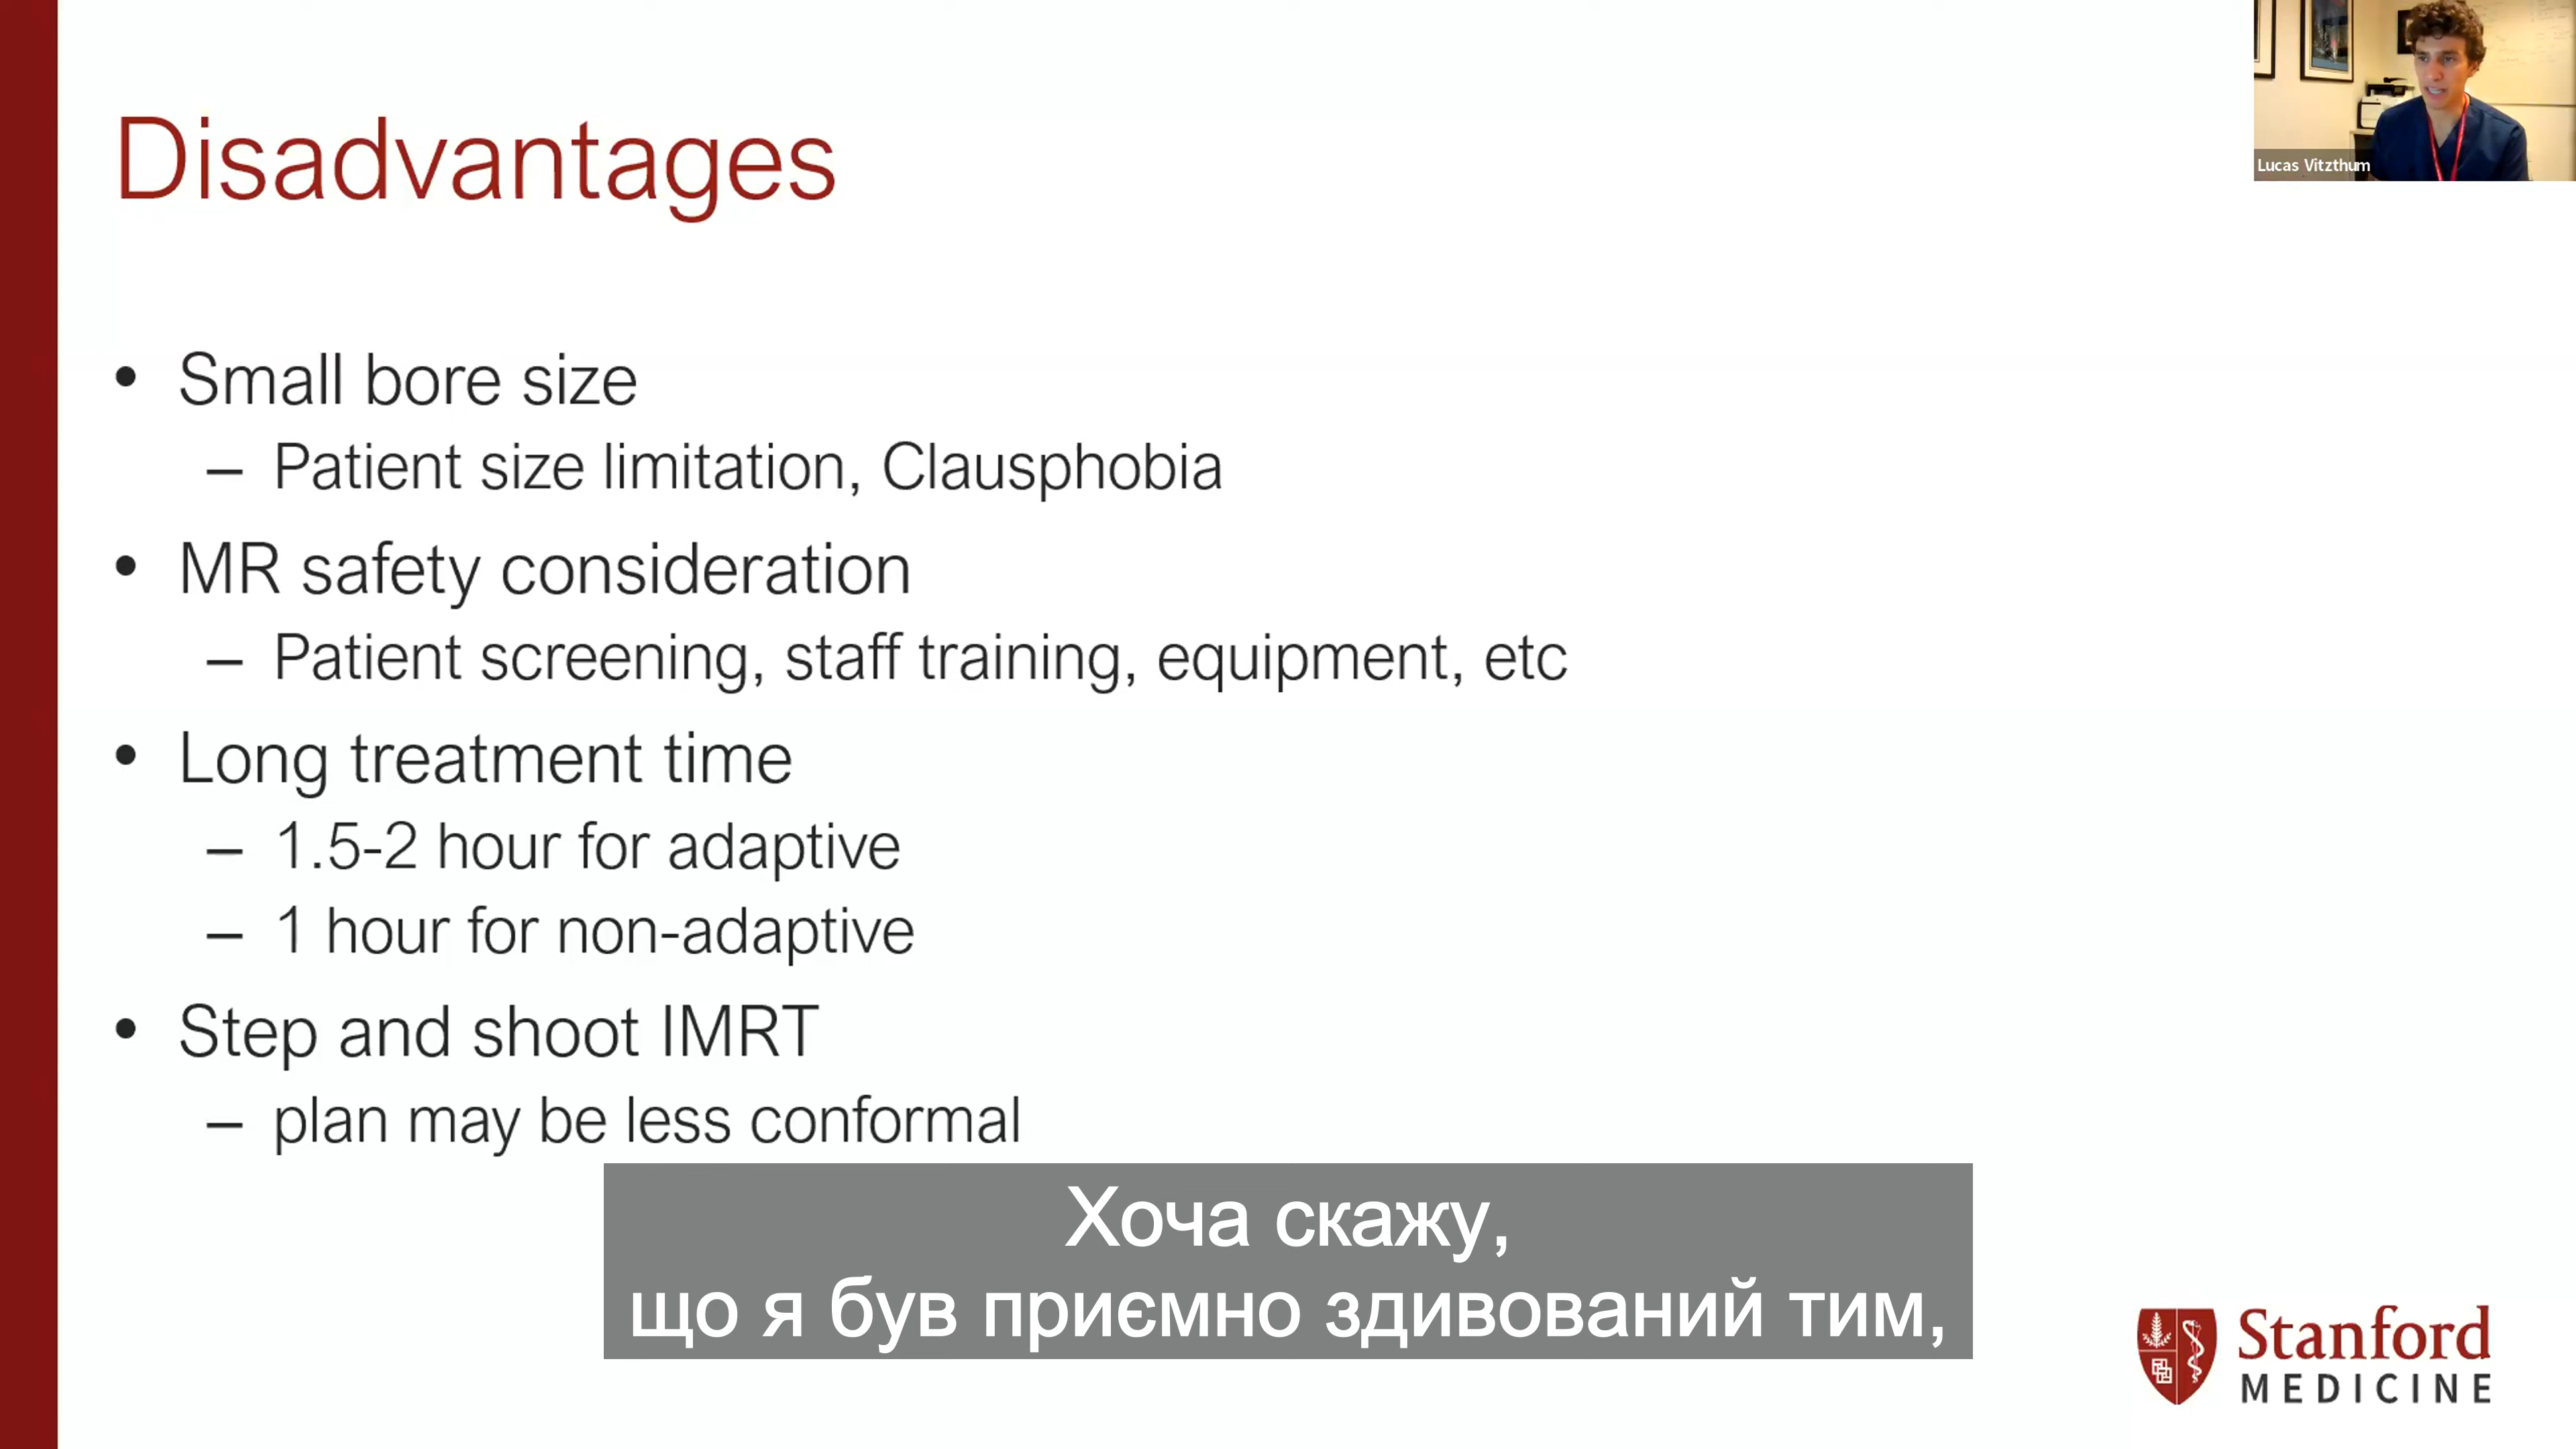 Disadvantages
Lucas Vitzthum
• Small bore size
– Patient size limitation, Clausphobia
• MR safety consideration
– Patient screening, staff training, equipment, etc
• Long treatment time
– 1.5-2 hour for adaptive
– 1 hour for non-adaptive
• Step and shoot IMRT
– plan may be less conformal
Хоча скажу,
що я був приємно здивований тим,
Stanford
MEDICINE